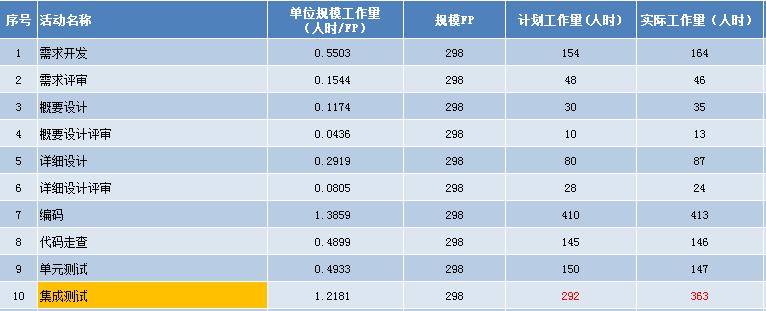 序号 活动名称 单位规模工作量(人时/FP) 规模FP 计划工作量(人时) 实际工作量（人时）
1 需求开发 0.5503 298 154 164
2 需求评审 0.1544 298 48 46
3 概要设计 0.1174 298 30 35
4 概要设计评审 0.0436 298 10 13
5 详细设计 0.2919 298 80 87
6 详细设计评审 0.0805 298 28 24
7 编码 1.3859 298 410 413
8 代码走查 0.4899 298 145 146
9 单元测试 0.4933 298 150 147
10 集成测试 1.2181 298 292 363